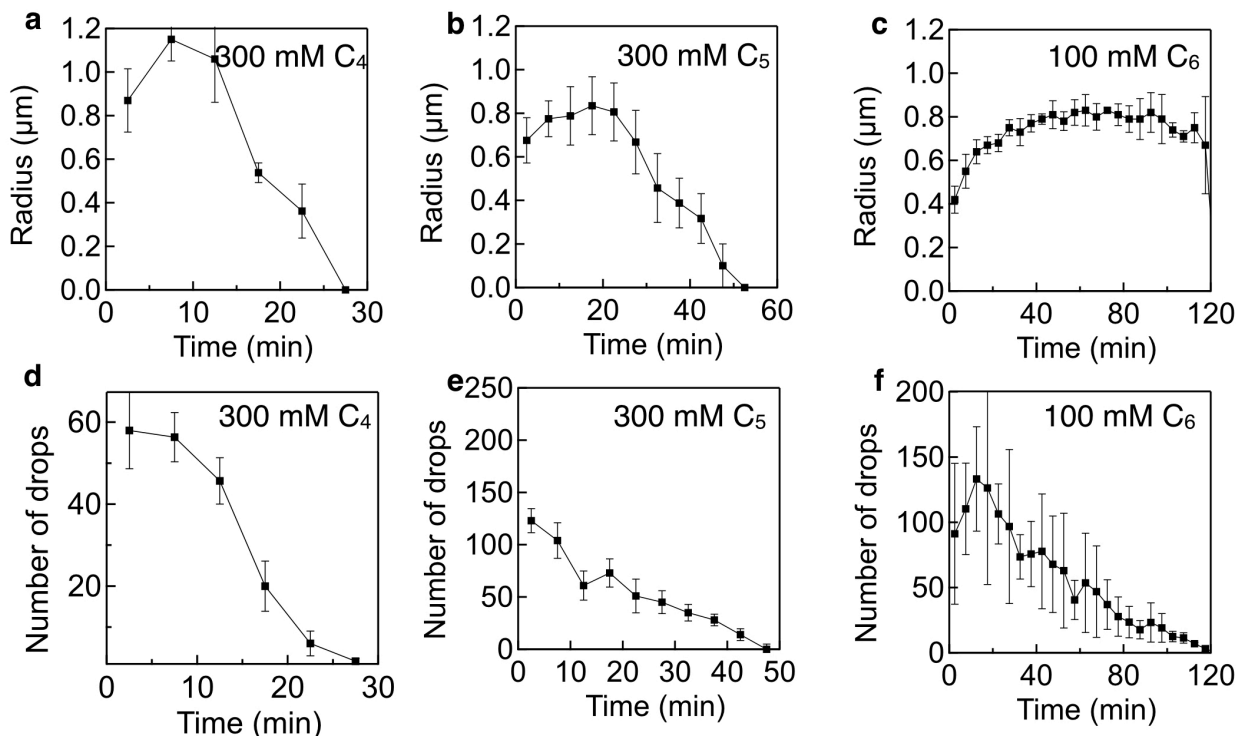 a
1.2
1.0
0.8
0.6
0.4
0.2
0.0
0 10 20 30
Radius (µm)
Time (min)
300 mM C₄
b
1.2
1.0
0.8
0.6
0.4
0.2
0.0
0 20 40 60
Radius (µm)
Time (min)
300 mM C₅
c
1.2
1.0
0.8
0.6
0.4
0.2
0.0
0 40 80 120
Radius (µm)
Time (min)
100 mM C₆
d
60
40
20
0 10 20 30
Number of drops
Time (min)
300 mM C₄
e
250
200
150
100
50
0
0 10 20 30 40 50
Number of drops
Time (min)
300 mM C₅
f
200
150
100
50
0
0 40 80 120
Number of drops
Time (min)
100 mM C₆